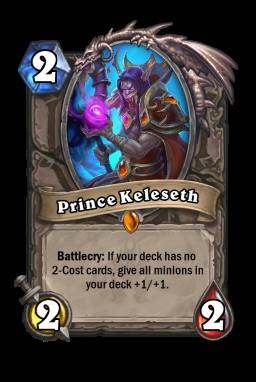 2
Prince Keleseth
Battlecry: If your deck has no
2-Cost cards, give all minions in
your deck +1/+1.
2
2